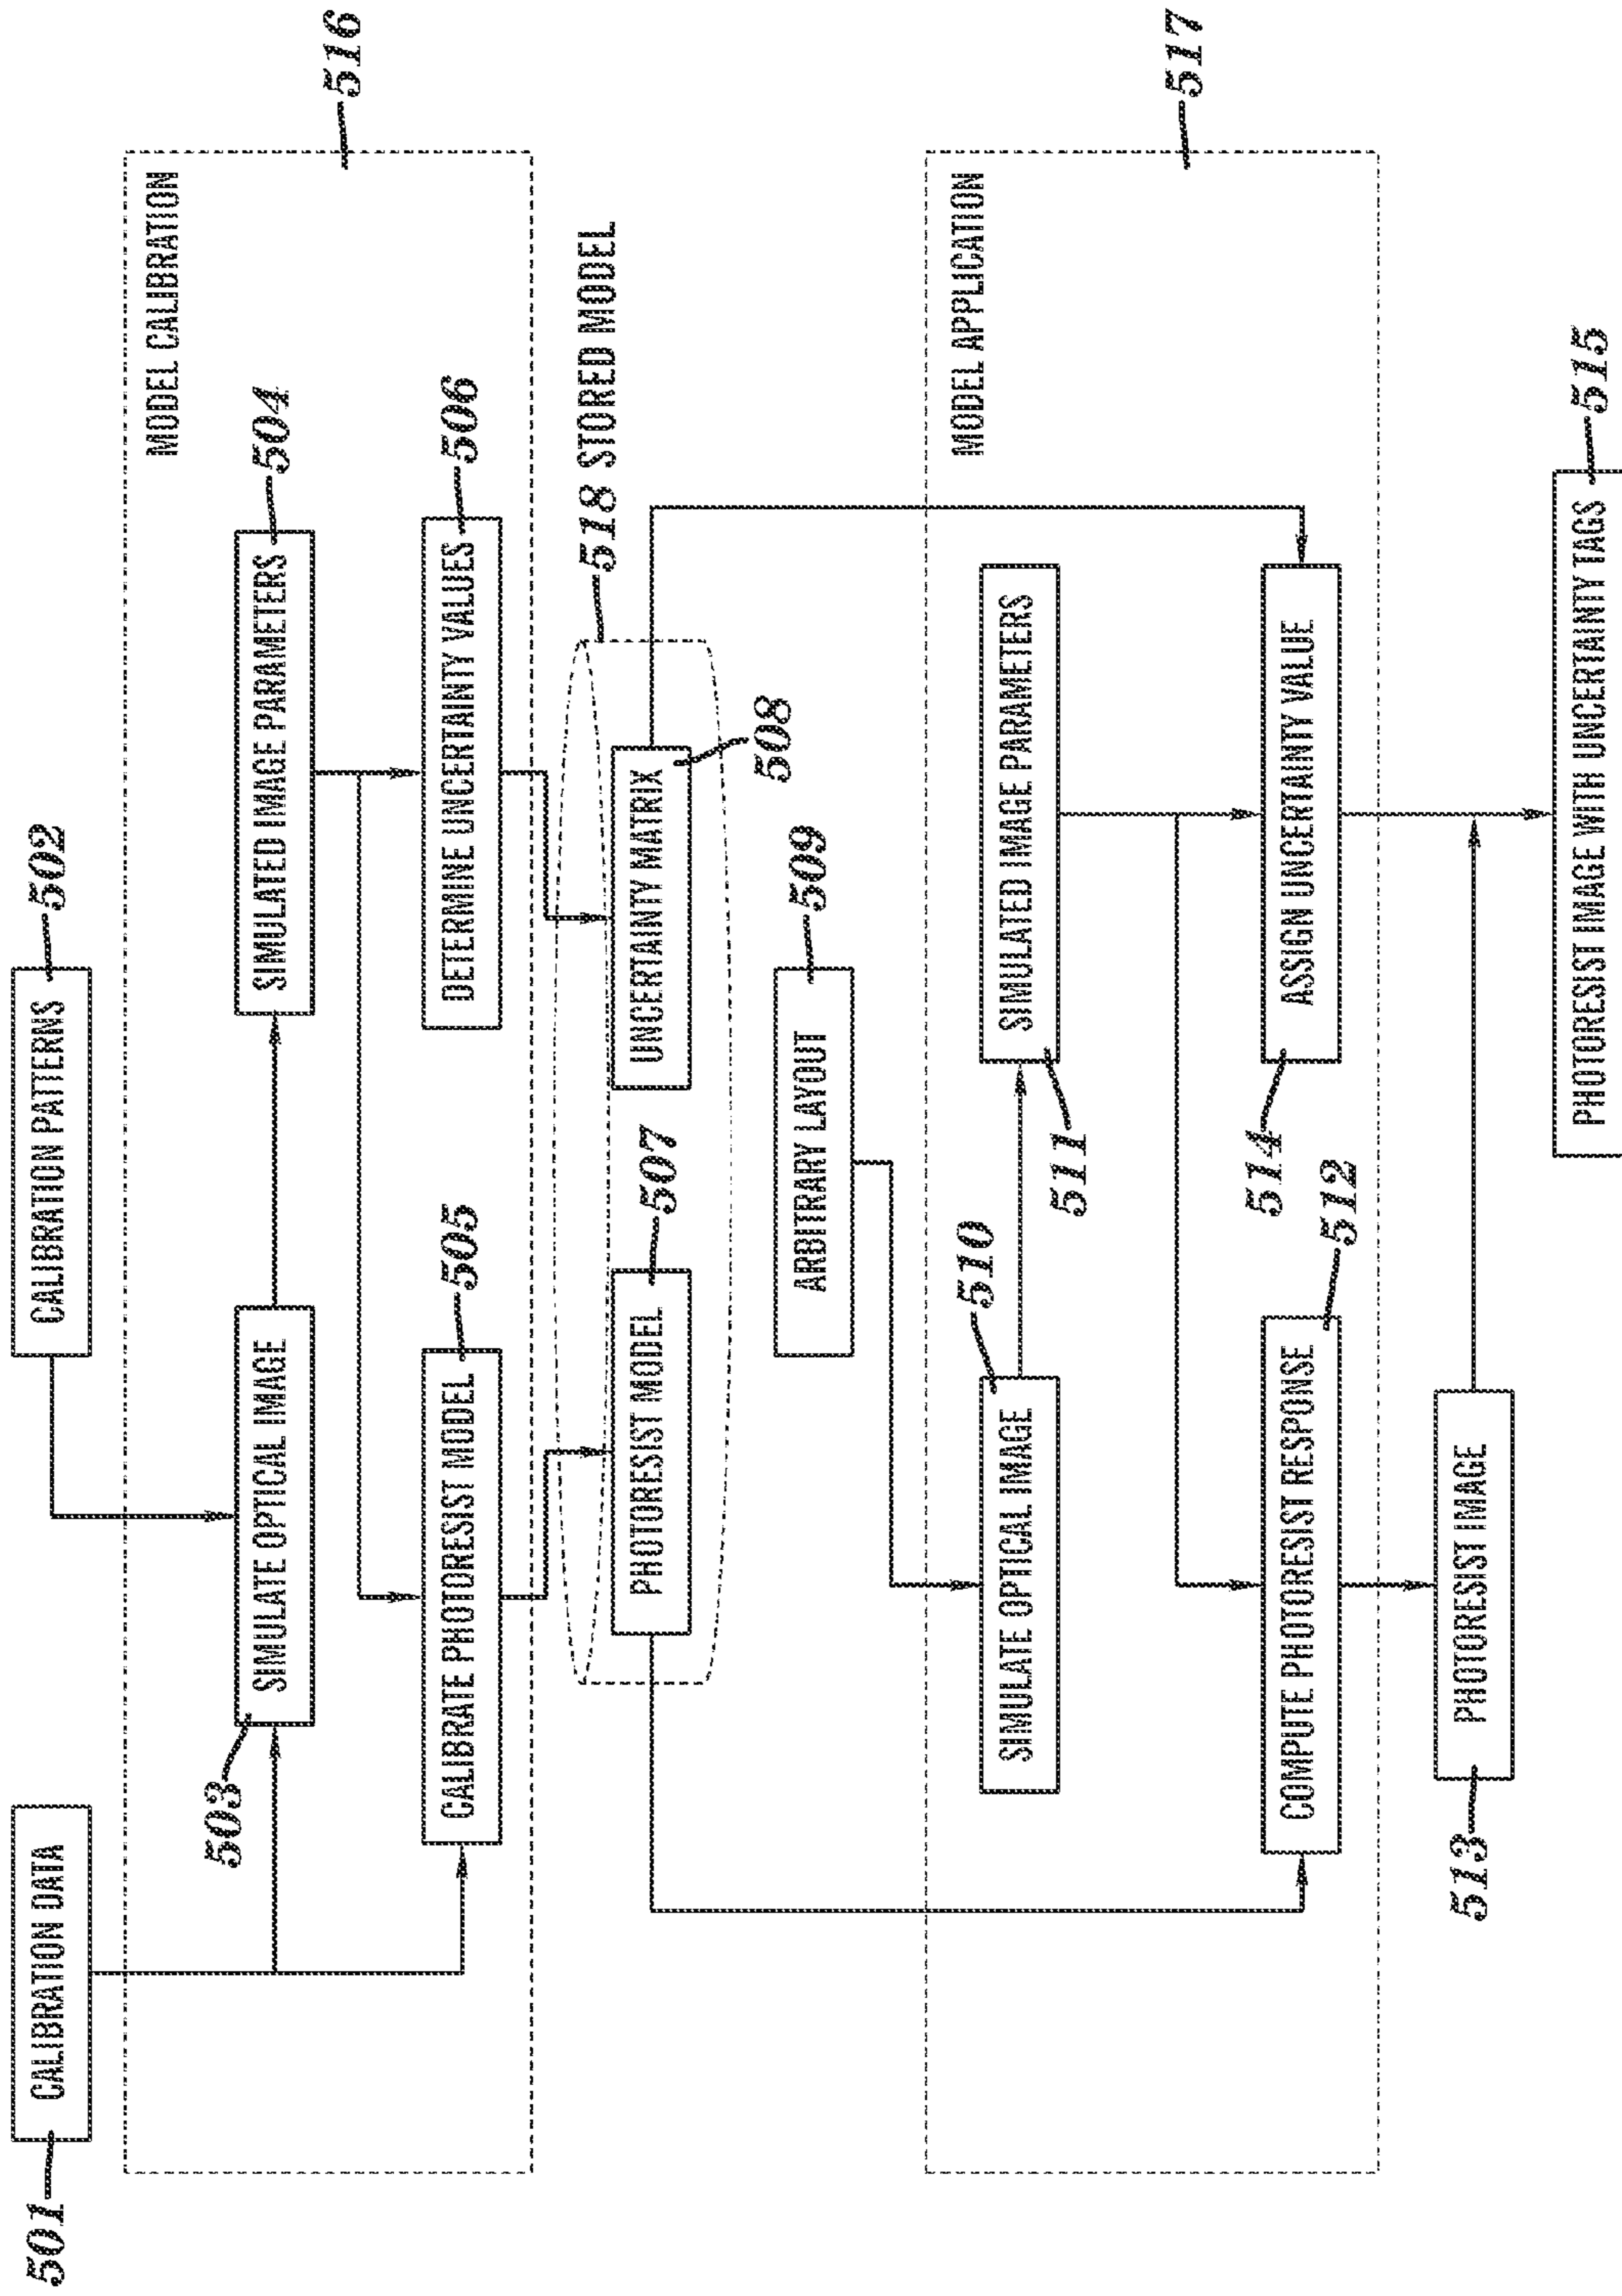 501
CALIBRATION DATA
CALIBRATION PATTERNS
502
MODEL CALIBRATION
516
503
SIMULATE OPTICAL IMAGE
SIMULATED IMAGE PARAMETERS
504
CALIBRATE PHOTORESIST MODEL
505
DETERMINE UNCERTAINTY VALUES
506
518 STORED MODEL
PHOTORESIST MODEL
507
UNCERTAINTY MATRIX
508
ARBITRARY LAYOUT
509
MODEL APPLICATION
517
SIMULATE OPTICAL IMAGE
510
SIMULATED IMAGE PARAMETERS
511
COMPUTE PHOTORESIST RESPONSE
512
514
ASSIGN UNCERTAINTY VALUE
513
PHOTORESIST IMAGE
PHOTORESIST IMAGE WITH UNCERTAINTY TAGS
515